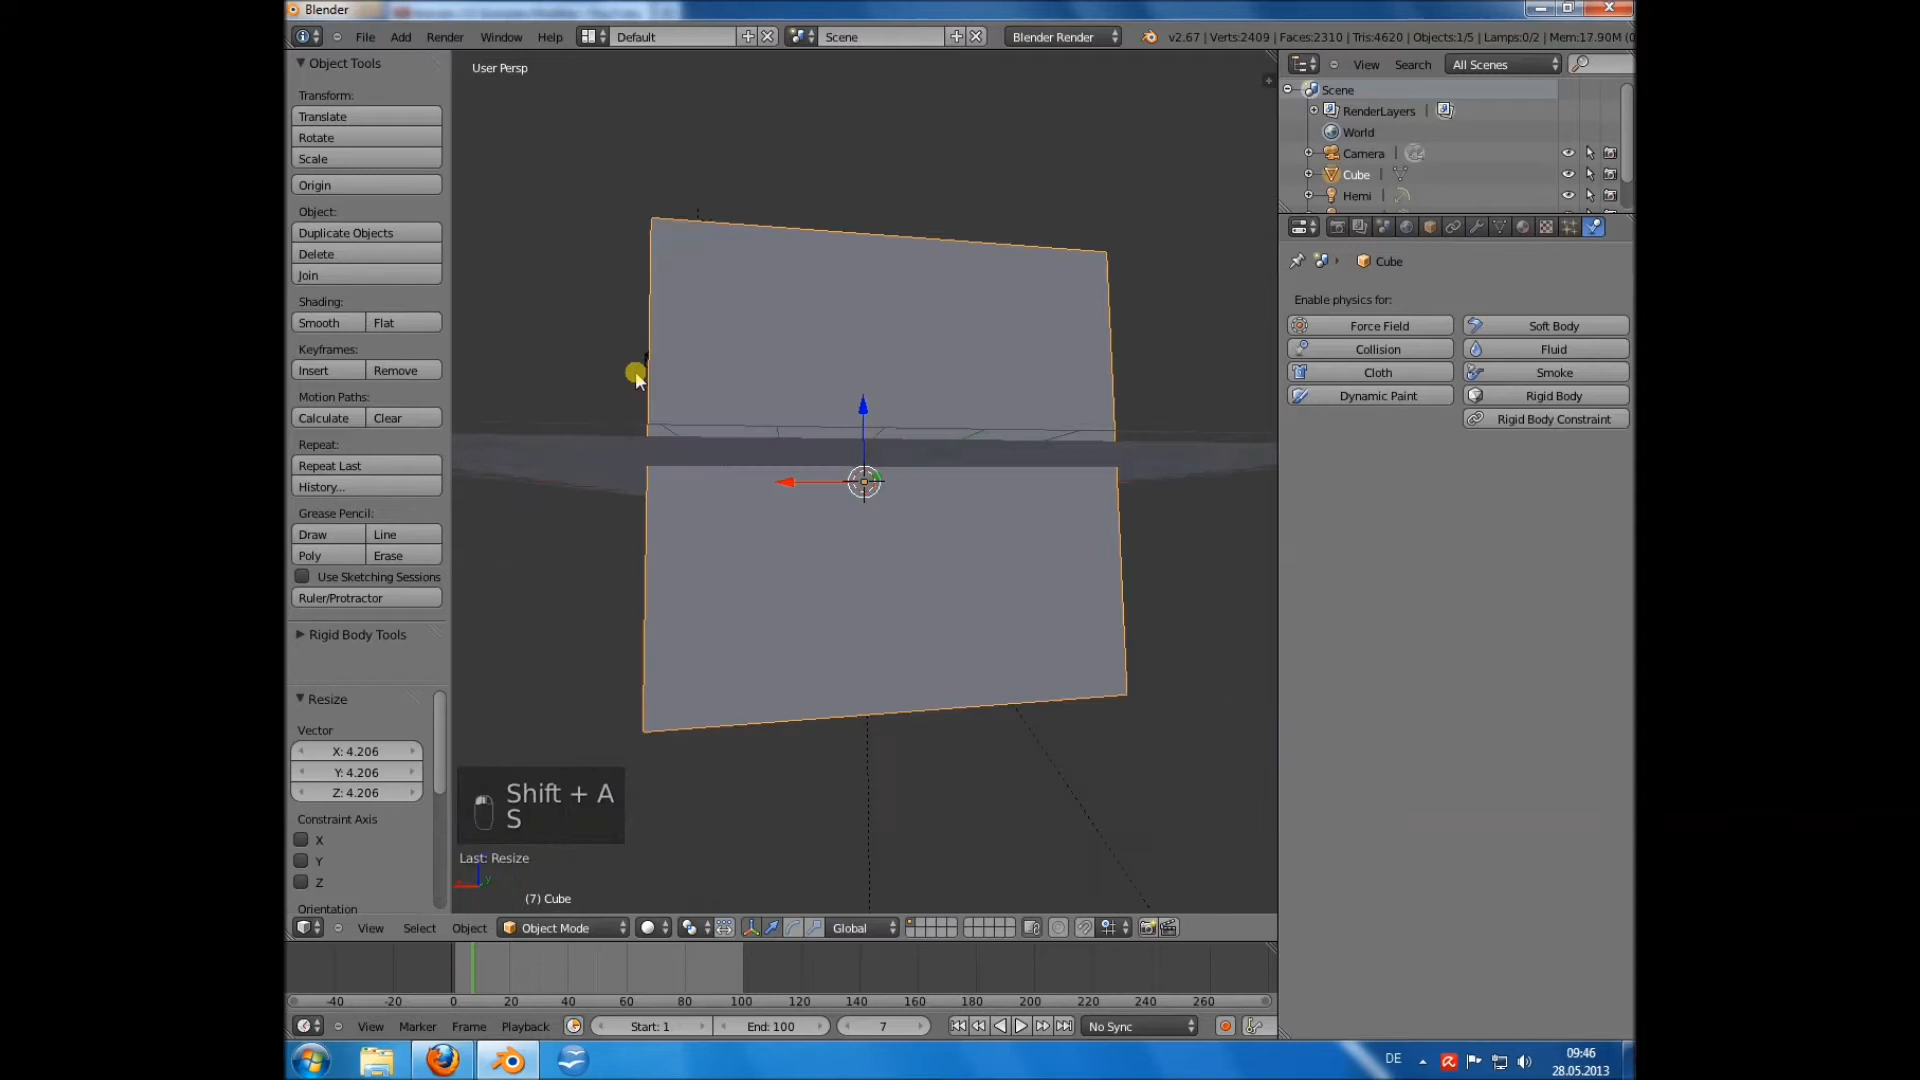 Blender
File Add Render Window Help Default Scene Blender Render v2.67 | Verts:2409 | Faces:2310 | Tris:4620 | Objects:1/5 | Lamps:0/2 | Mem:17.90M (0
Object Tools
User Persp
View Search All Scenes
Scene
RenderLayers |
World
Camera |
Cube |
Hemi |
Transform:
Translate
Rotate
Scale
Origin
Object:
Duplicate Objects
Delete
Join
Shading:
Smooth Flat
Keyframes:
Insert Remove
Motion Paths:
Calculate Clear
Repeat:
Repeat Last
History...
Grease Pencil:
Draw Line
Poly Erase
Use Sketching Sessions
Ruler/Protractor
Rigid Body Tools
Resize
Vector
X: 4.206
Y: 4.206
Z: 4.206
Constraint Axis
X
Y
Z
Orientation
Cube
Enable physics for:
Force Field Soft Body
Collision Fluid
Cloth Smoke
Dynamic Paint Rigid Body
Rigid Body Constraint
Shift + A
S
Last: Resize
(7) Cube
View Select Object Object Mode Global
-40 -20 0 20 40 60 80 100 120 140 160 180 200 220 240 260
View Marker Frame Playback Start: 1 End: 100 7 No Sync
DE 09:46
28.05.2013